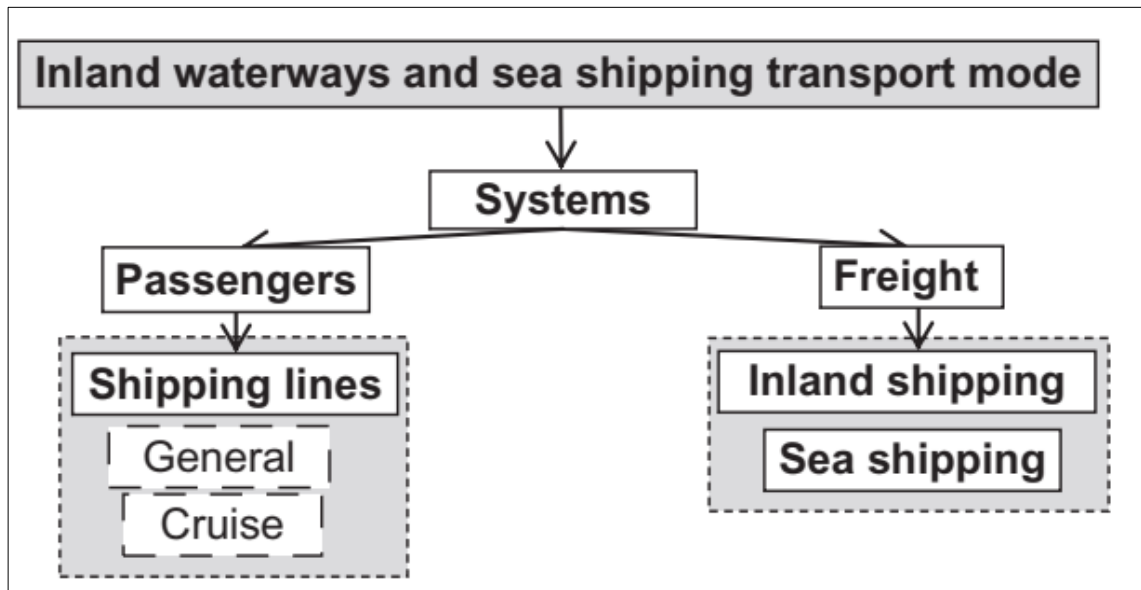 Inland waterways and sea shipping transport mode
Systems
Passengers
Freight
Shipping lines
General
Cruise
Inland shipping
Sea shipping